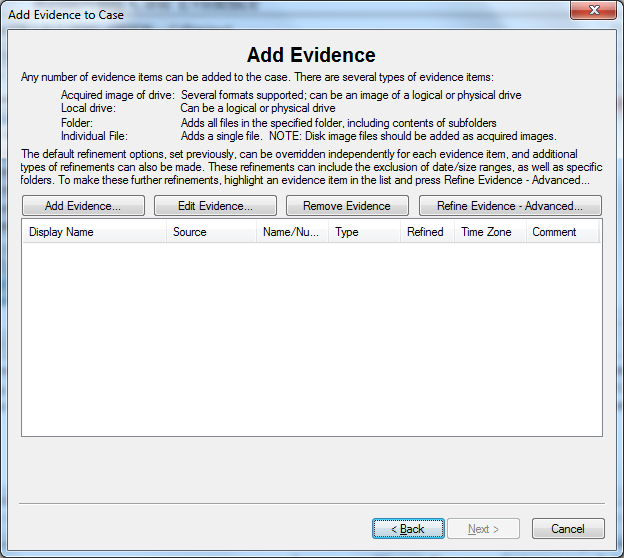 Add Evidence to Case
Add Evidence
Any number of evidence items can be added to the case. There are several types of evidence items:
Acquired image of drive: Several formats supported; can be an image of a logical or physical drive
Local drive: Can be a logical or physical drive
Folder: Adds all files in the specified folder, including contents of subfolders
Individual File: Adds a single file. NOTE: Disk image files should be added as acquired images.
The default refinement options, set previously, can be overridden independently for each evidence item, and additional
types of refinements can also be made. These refinements can include the exclusion of date/size ranges, as well as specific
folders. To make these further refinements, highlight an evidence item in the list and press Refine Evidence - Advanced...
Add Evidence... Edit Evidence... Remove Evidence Refine Evidence - Advanced...
Display Name Source Name/Nu... Type Refined Time Zone Comment
< Back Next > Cancel